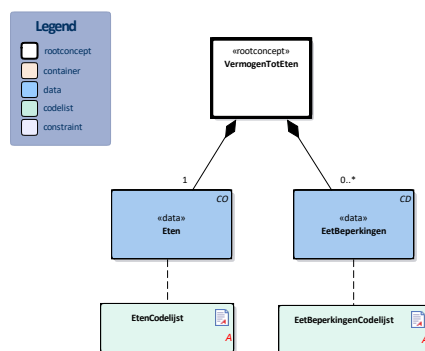 Legend
rootconcept
container
data
codelist
constraint
«rootconcept»
VermogenTotEten
1
0..*
CO
«data»
Eten
CD
«data»
EetBeperkingen
EtenCodelijst
A
EetBeperkingenCodelijst
A